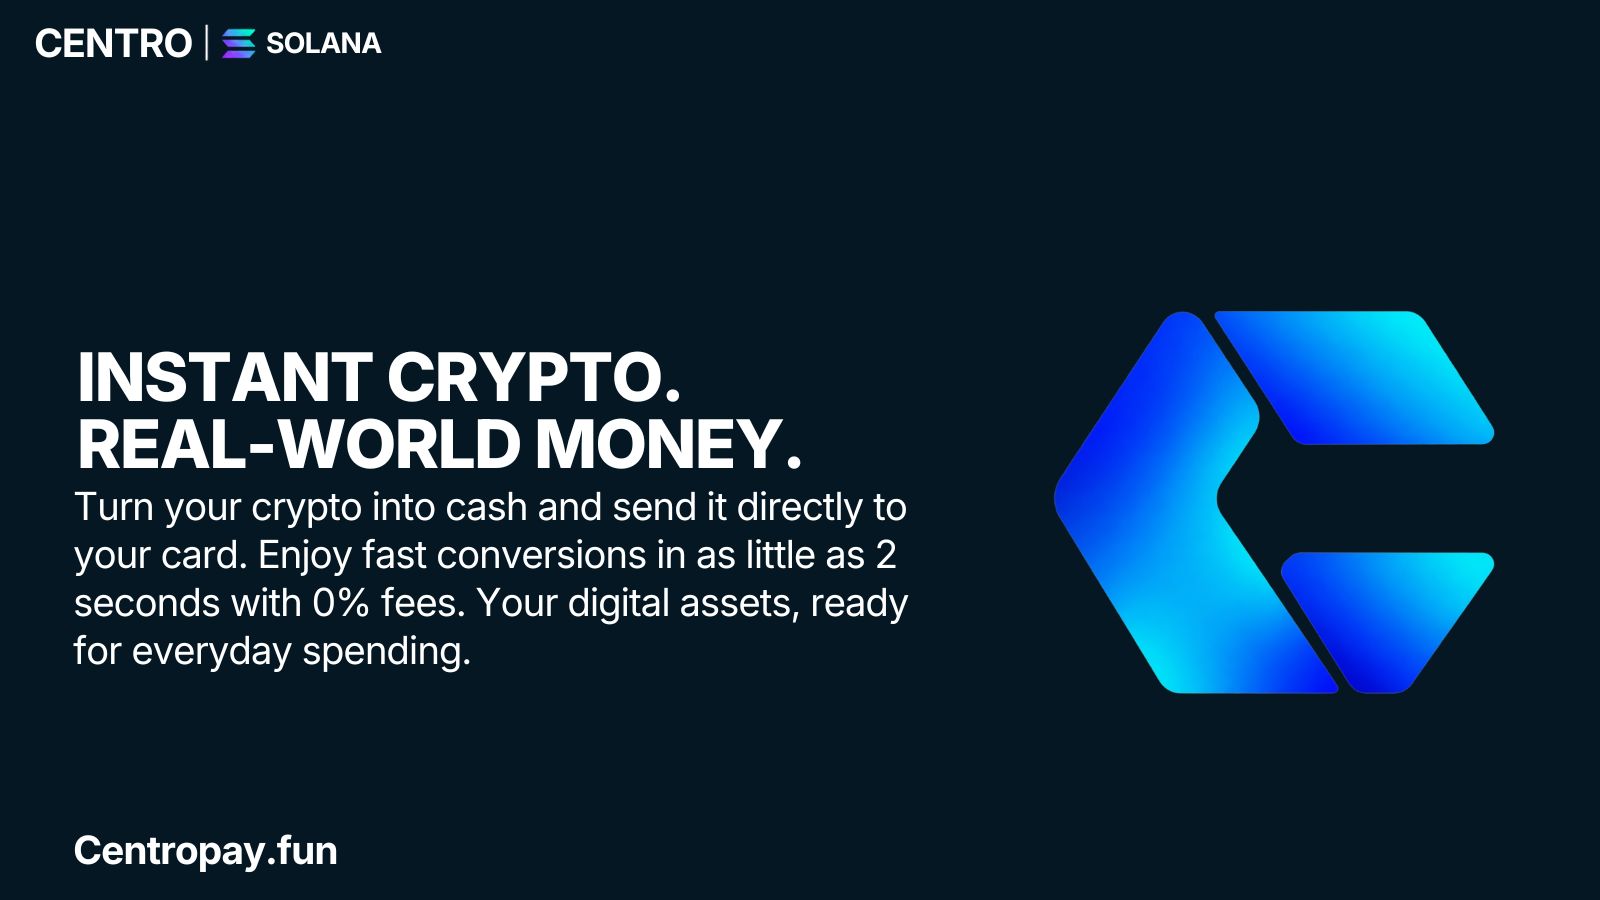 CENTRO | SOLANA
INSTANT CRYPTO.
REAL-WORLD MONEY.
Turn your crypto into cash and send it directly to
your card. Enjoy fast conversions in as little as 2
seconds with 0% fees. Your digital assets, ready
for everyday spending.
Centropay.fun